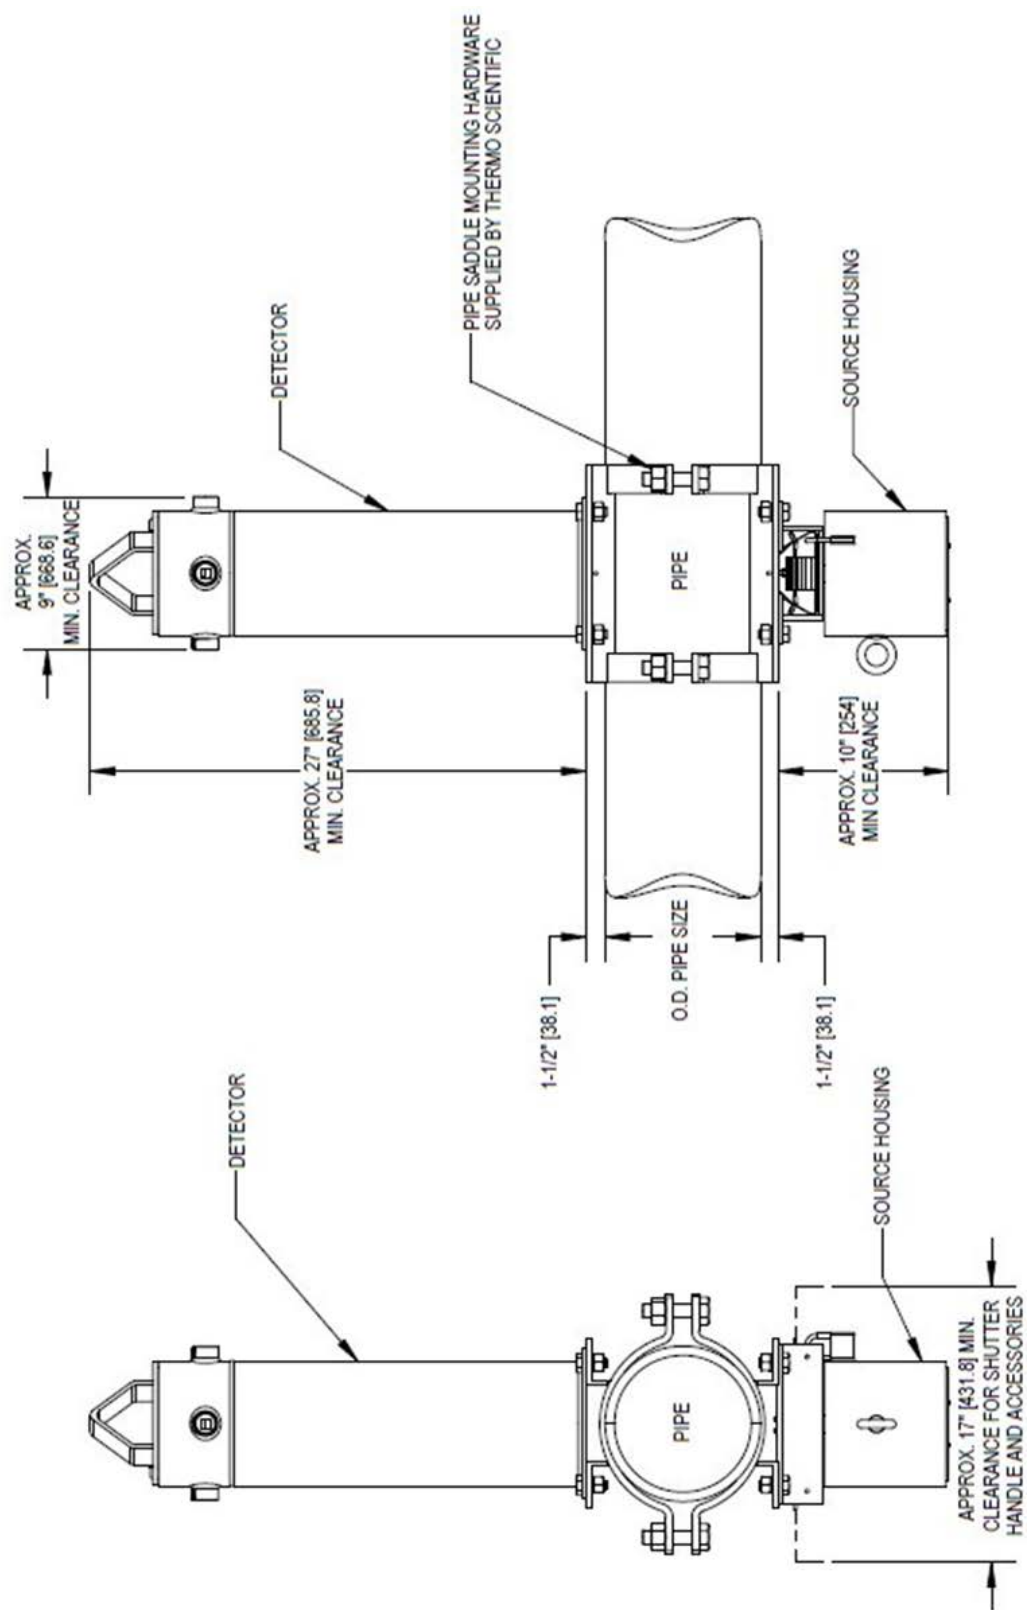 APPROX.
9" [668.6]
MIN. CLEARANCE
DETECTOR
PIPE SADDLE MOUNTING HARDWARE
SUPPLIED BY THERMO SCIENTIFIC
APPROX. 27" [685.8]
MIN. CLEARANCE
PIPE
SOURCE HOUSING
APPROX. 10" [254]
MIN CLEARANCE
1-1/2" [38.1]
O.D. PIPE SIZE
1-1/2" [38.1]
DETECTOR
PIPE
SOURCE HOUSING
APPROX. 17" [431.8] MIN.
CLEARANCE FOR SHUTTER
HANDLE AND ACCESSORIES